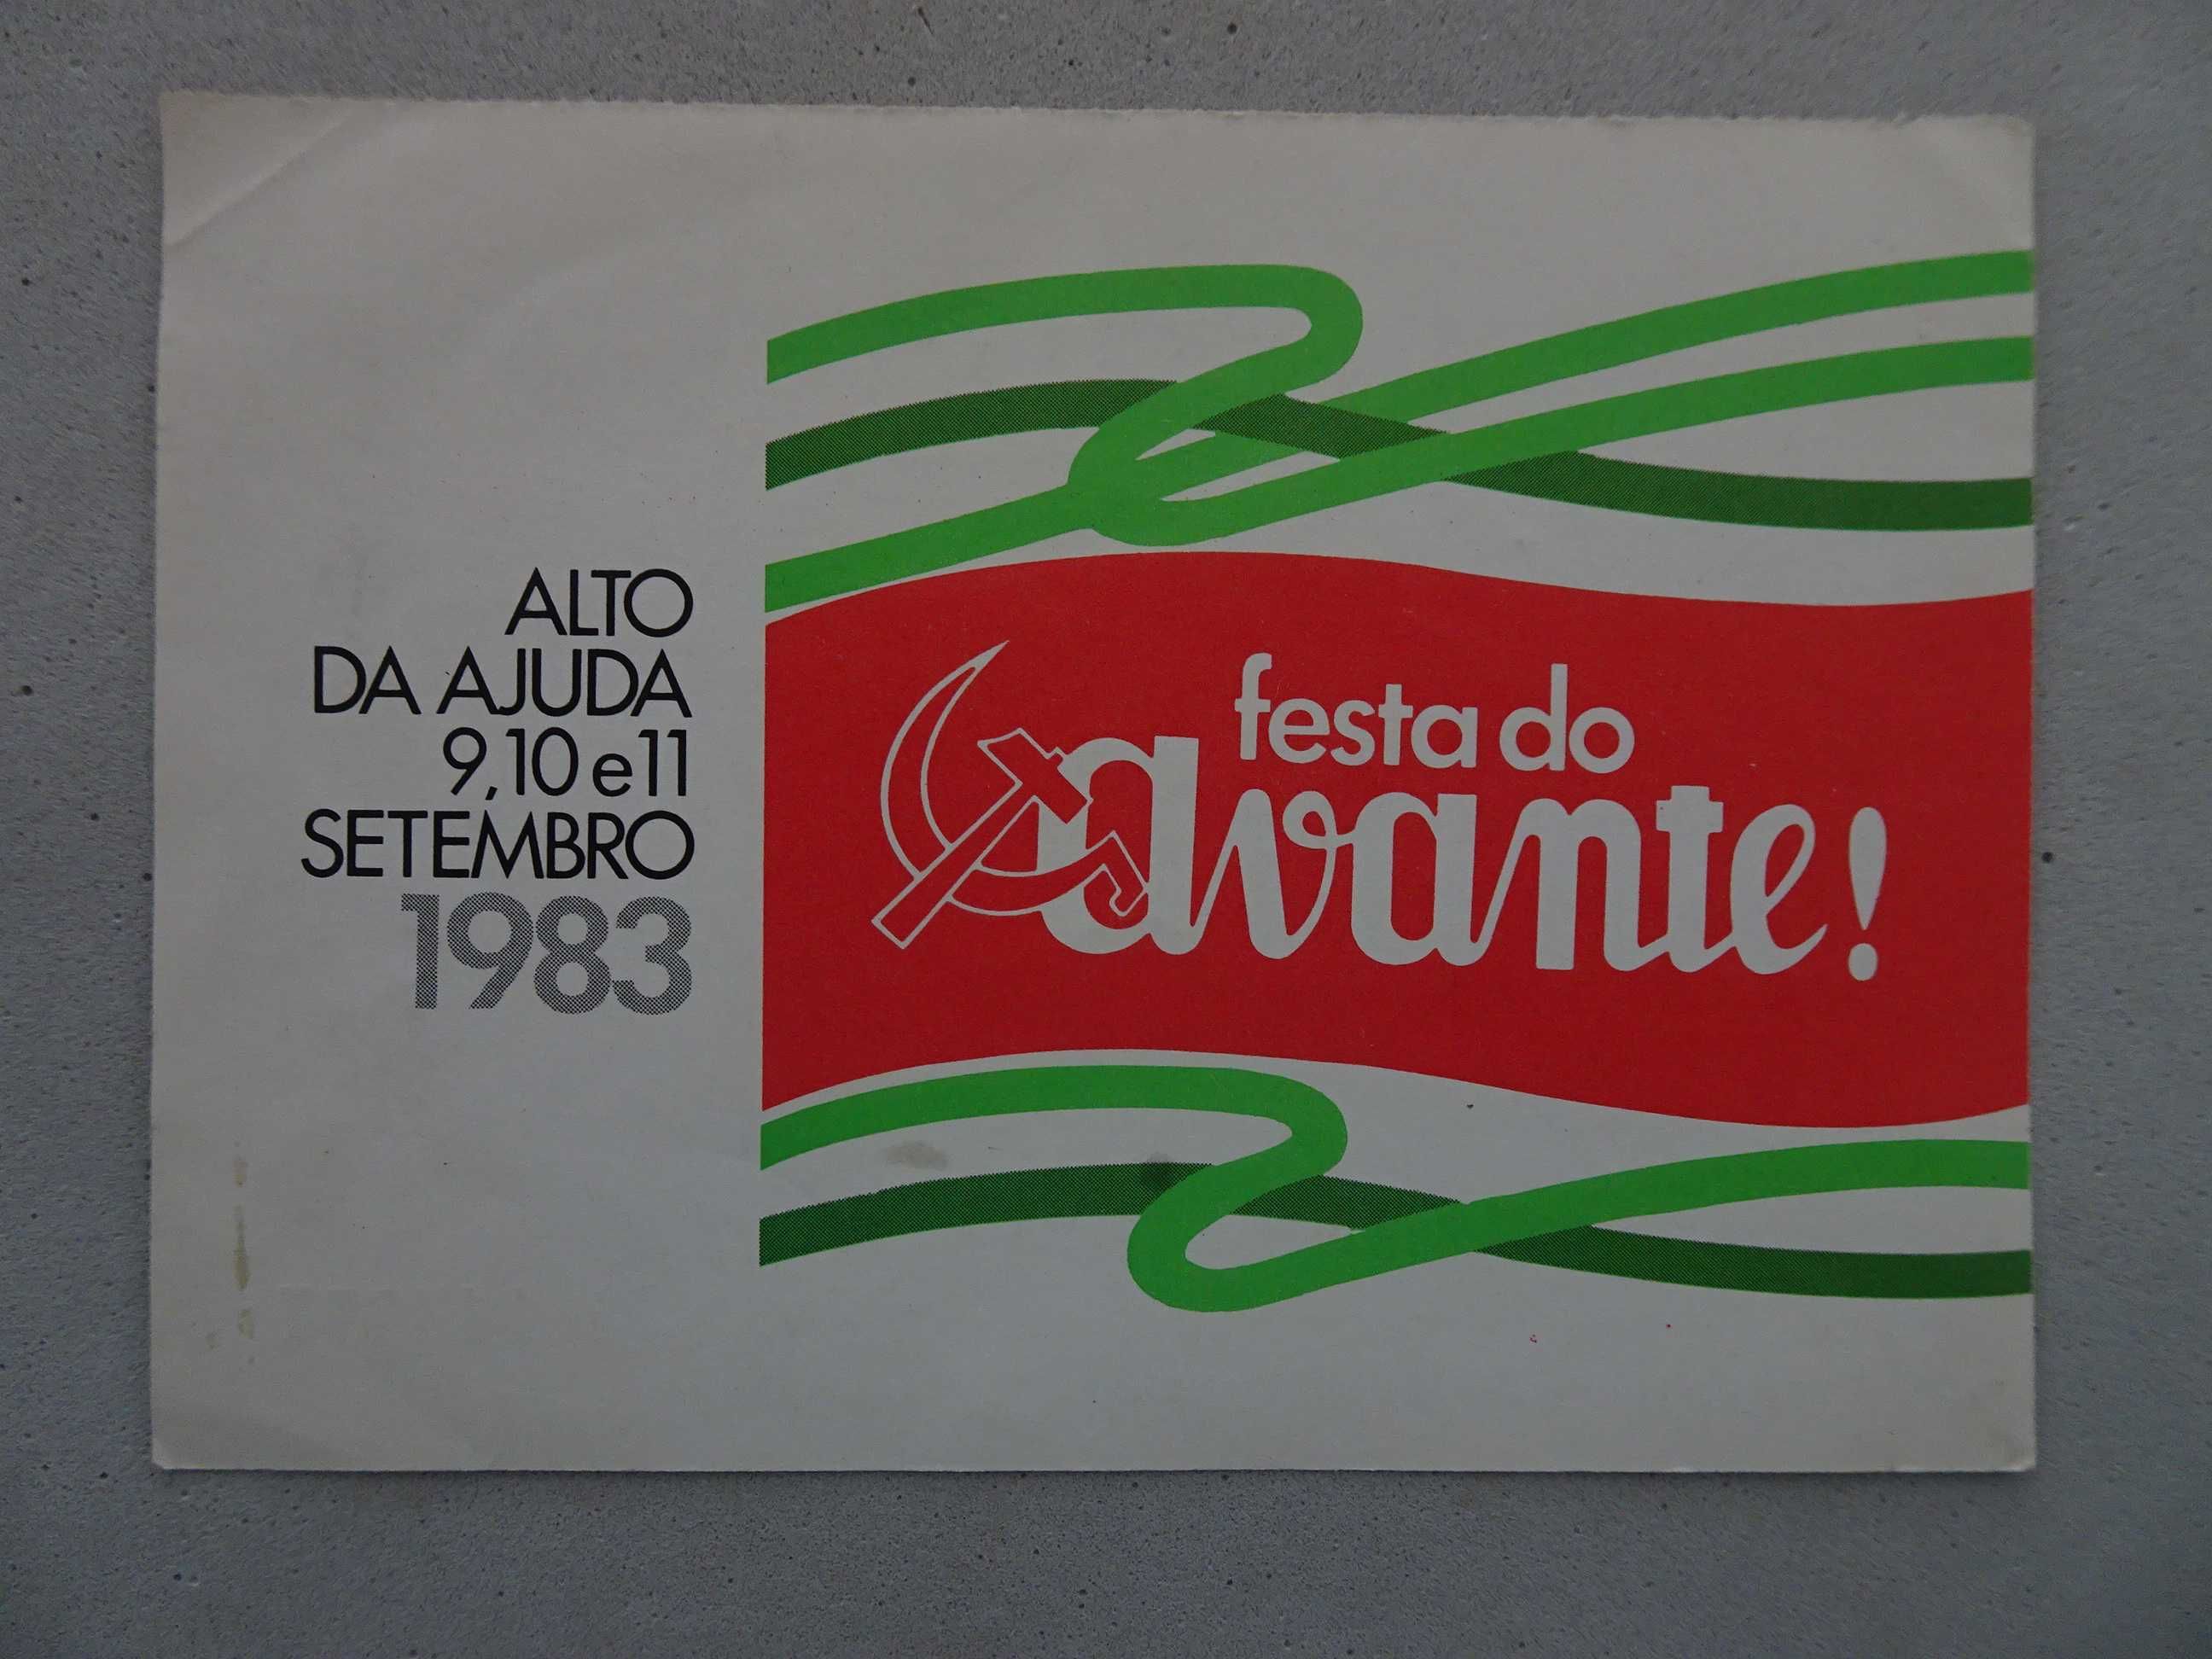 ALTO
DA AJUDA
9,10 e 11
SETEMBRO
1983
festa do
avante!